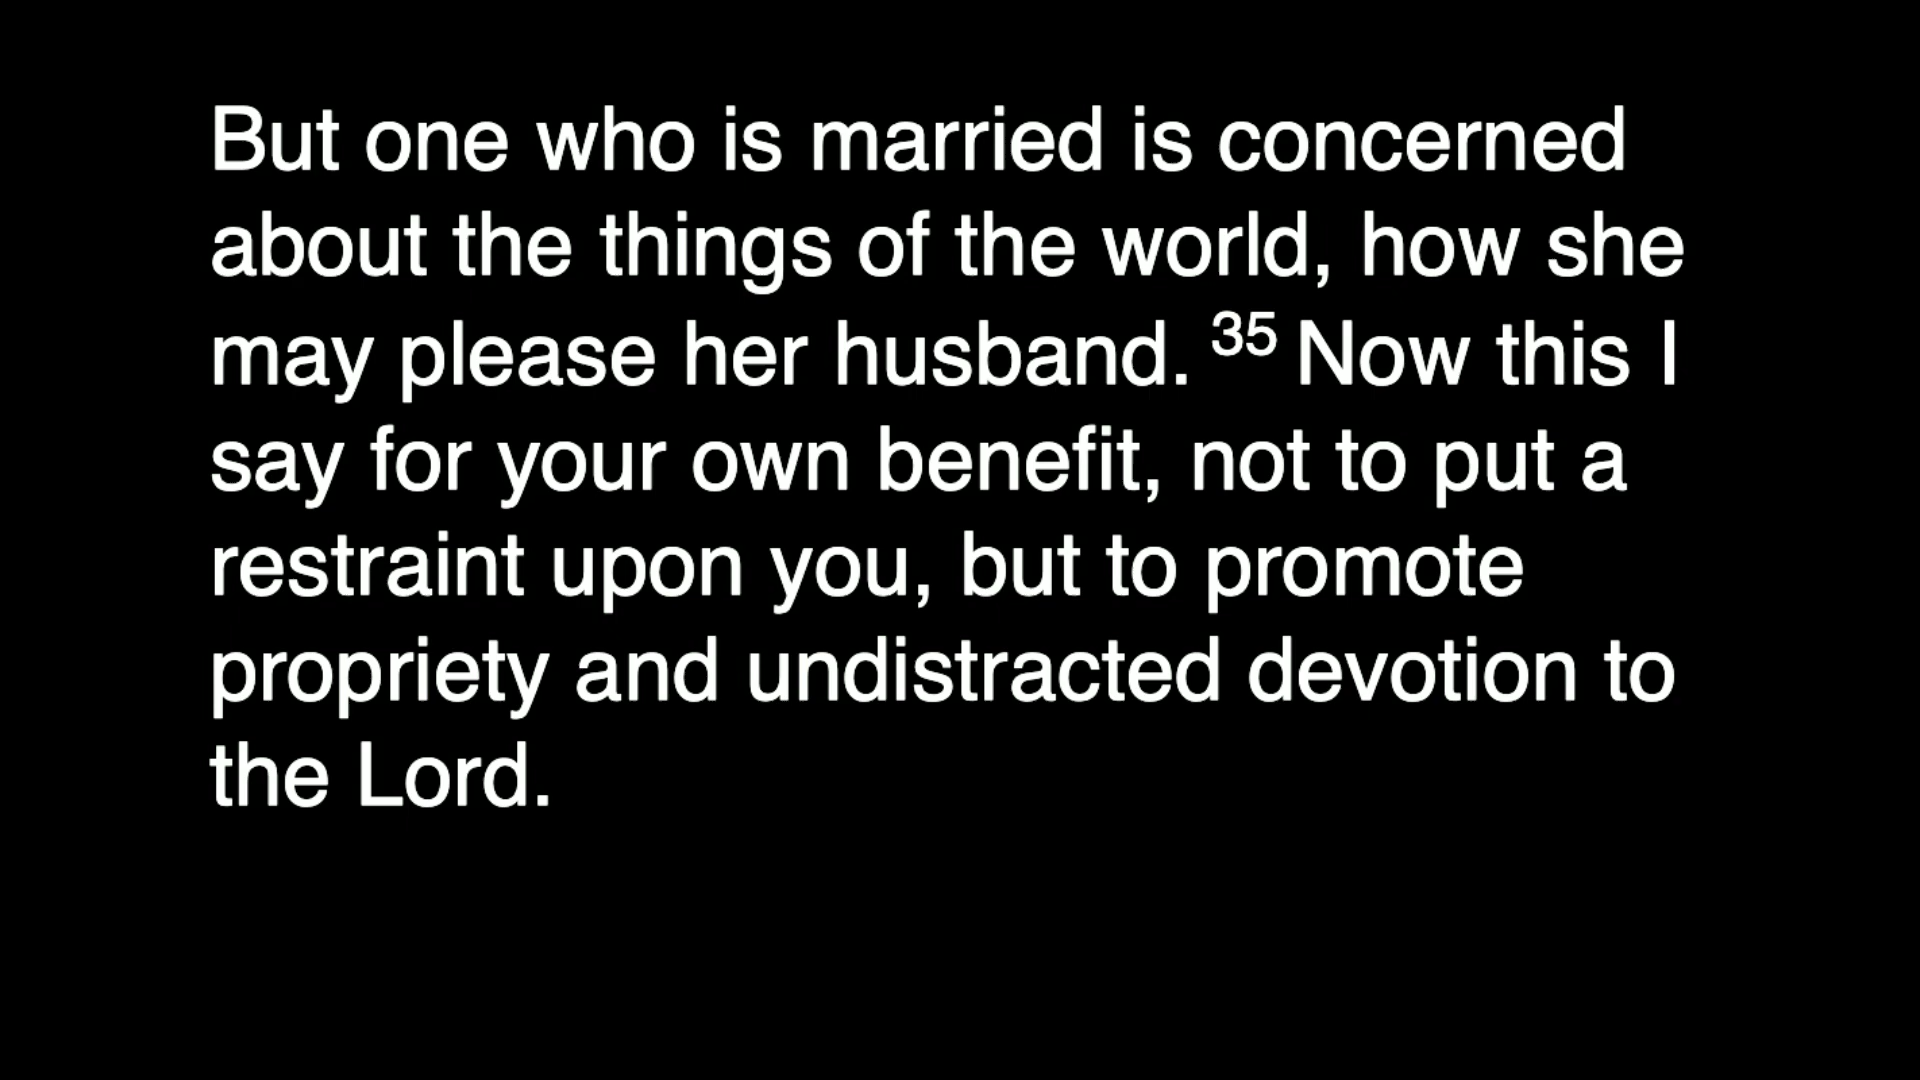 But one who is married is concerned
about the things of the world, how she
may please her husband. 35 Now this I
say for your own benefit, not to put a
restraint upon you, but to promote
propriety and undistracted devotion to
the Lord.